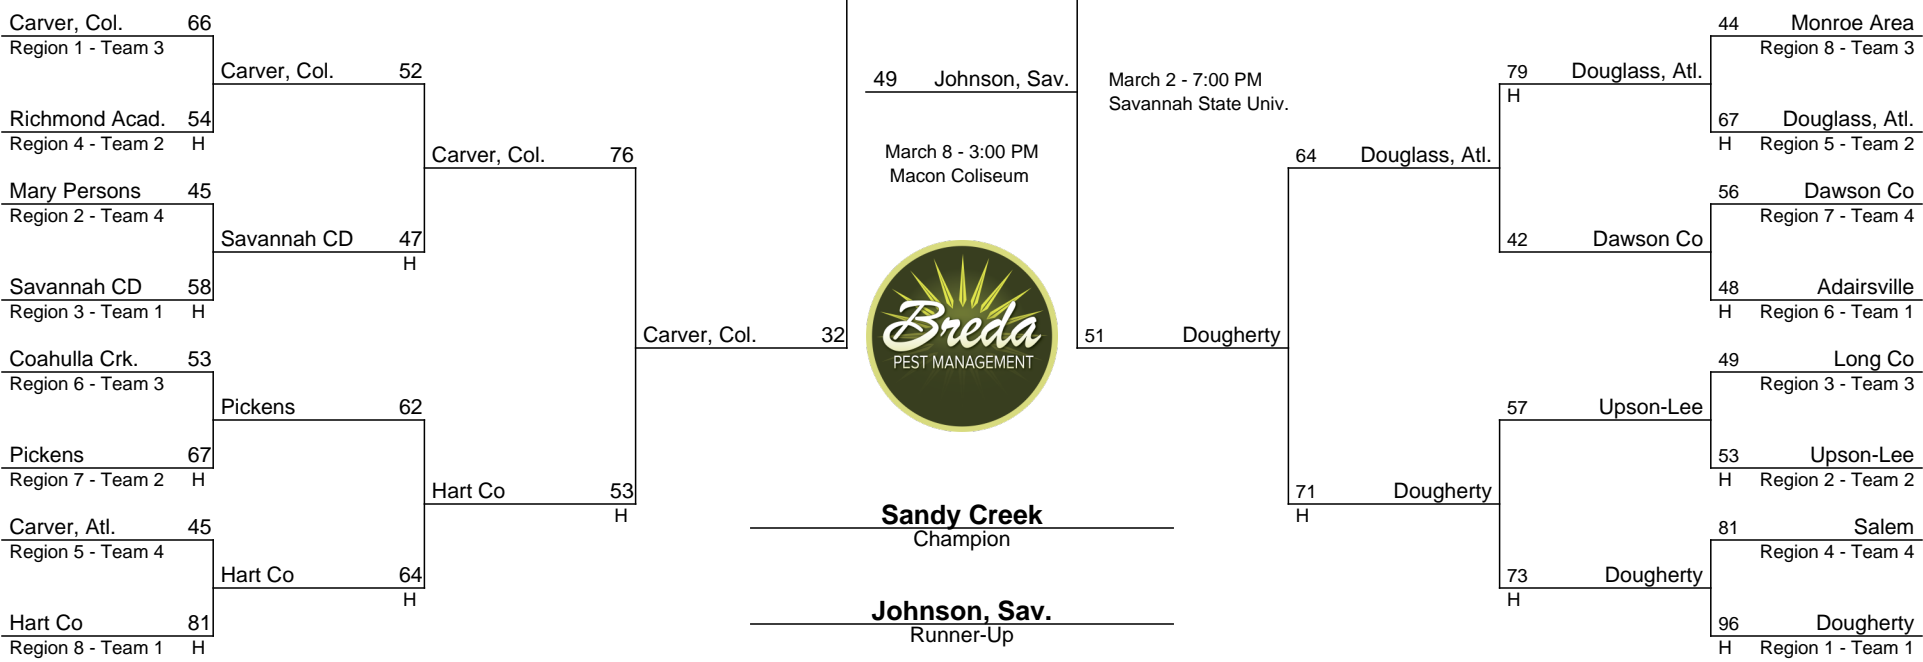 Carver, Col. 66
Region 1 - Team 3
Carver, Col. 52
Richmond Acad. 54
Region 4 - Team 2 H
Carver, Col. 76
Mary Persons 45
Region 2 - Team 4
Savannah CD 47
H
Savannah CD 58
Region 3 - Team 1 H
Carver, Col. 32
Coahulla Crk. 53
Region 6 - Team 3
Pickens 62
Pickens 67
Region 7 - Team 2 H
Hart Co 53
H
Carver, Atl. 45
Region 5 - Team 4
Hart Co 64
H
Hart Co 81
Region 8 - Team 1 H
49 Johnson, Sav.
March 2 - 7:00 PM
Savannah State Univ.
March 8 - 3:00 PM
Macon Coliseum
Breda
PEST MANAGEMENT
Sandy Creek
Champion
Johnson, Sav.
Runner-Up
44 Monroe Area
Region 8 - Team 3
79 Douglass, Atl.
H
67 Douglass, Atl.
H Region 5 - Team 2
64 Douglass, Atl.
56 Dawson Co
Region 7 - Team 4
42 Dawson Co
48 Adairsville
H Region 6 - Team 1
51 Dougherty
49 Long Co
Region 3 - Team 3
57 Upson-Lee
53 Upson-Lee
H Region 2 - Team 2
71 Dougherty
H
81 Salem
Region 4 - Team 4
73 Dougherty
H
96 Dougherty
H Region 1 - Team 1